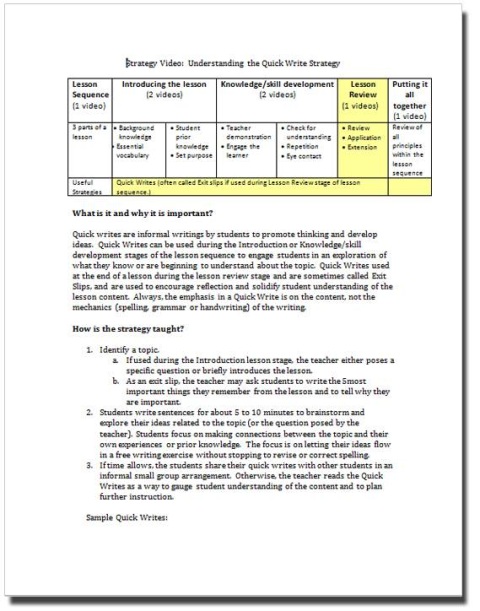 Strategy Video: Understanding the Quick Write Strategy
Lesson Sequence (1 video)
Introducing the lesson (2 videos)
Knowledge/skill development (2 videos)
Lesson Review (1 videos)
Putting it all together (1 video)
3 parts of a lesson
• Background knowledge
• Essential vocabulary
• Student prior knowledge
• Set purpose
• Teacher demonstration
• Engage the learner
• Check for understanding
• Repetition
• Eye contact
• Review
• Application
• Extension
Review of all principles within the lesson sequence
Useful Strategies
Quick Writes (often called Exit slips if used during Lesson Review stage of lesson
sequence.)
What is it and why it is important?
Quick writes are informal writings by students to promote thinking and develop
ideas. Quick Writes can be used during the Introduction or Knowledge/skill
development stages of the lesson sequence to engage students in an exploration of
what they know or are beginning to understand about the topic. Quick Writes used
at the end of a lesson during the lesson review stage and are sometimes called Exit
Slips, and are used to encourage reflection and solidify student understanding of the
lesson content. Always, the emphasis in a Quick Write is on the content, not the
mechanics (spelling, grammar or handwriting) of the writing.
How is the strategy taught?
1. Identify a topic.
a. If used during the Introduction lesson stage, the teacher either poses a
specific question or briefly introduces the lesson.
b. As an exit slip, the teacher may ask students to write the 5most
important things they remember from the lesson and to tell why they
are important.
2. Students write sentences for about 5 to 10 minutes to brainstorm and
explore their ideas related to the topic (or the question posed by the
teacher). Students focus on making connections between the topic and their
own experiences or prior knowledge. The focus is on letting their ideas flow
in a free writing exercise without stopping to revise or correct spelling.
3. If time allows, the students share their quick writes with other students in an
informal small group arrangement. Otherwise, the teacher reads the Quick
Writes as a way to gauge student understanding of the content and to plan
further instruction.
Sample Quick Writes: